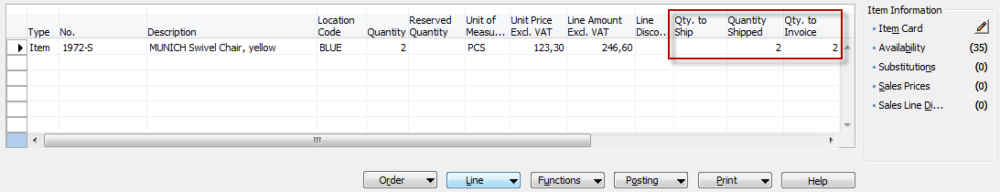 Type No. Description Location Code Quantity Reserved Quantity Unit of Measu... Unit Price Excl. VAT Line Amount Excl. VAT Line Disco... Qty. to Ship Quantity Shipped Qty. to Invoice
Item 1972-S MUNICH Swivel Chair, yellow BLUE 2 PCS 123,30 246,60 2 2
Item Information
Item Card
Availability (35)
Substitutions (0)
Sales Prices (0)
Sales Line Di... (0)
Order Line Functions Posting Print Help